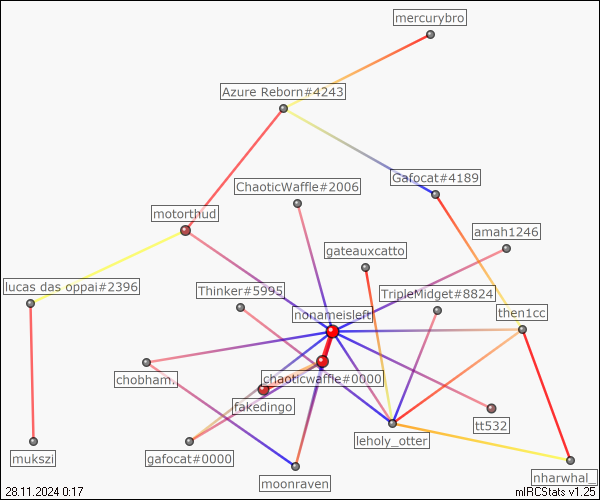 mercurybro
Azure Reborn#4243
Gafocat#4189
ChaoticWaffle#2006
motorthud
amah1246
gateauxcatto
lucas das oppai#2396
Thinker#5995
TripleMidget#8824
nonameisleft
then1cc
chaoticwaffle#0000
chobham.
fakedingo
tt532
leholy_otter
mukszi
gafocat#0000
moonraven
nharwhal_
28.11.2024 0:17
mIRCStats v1.25